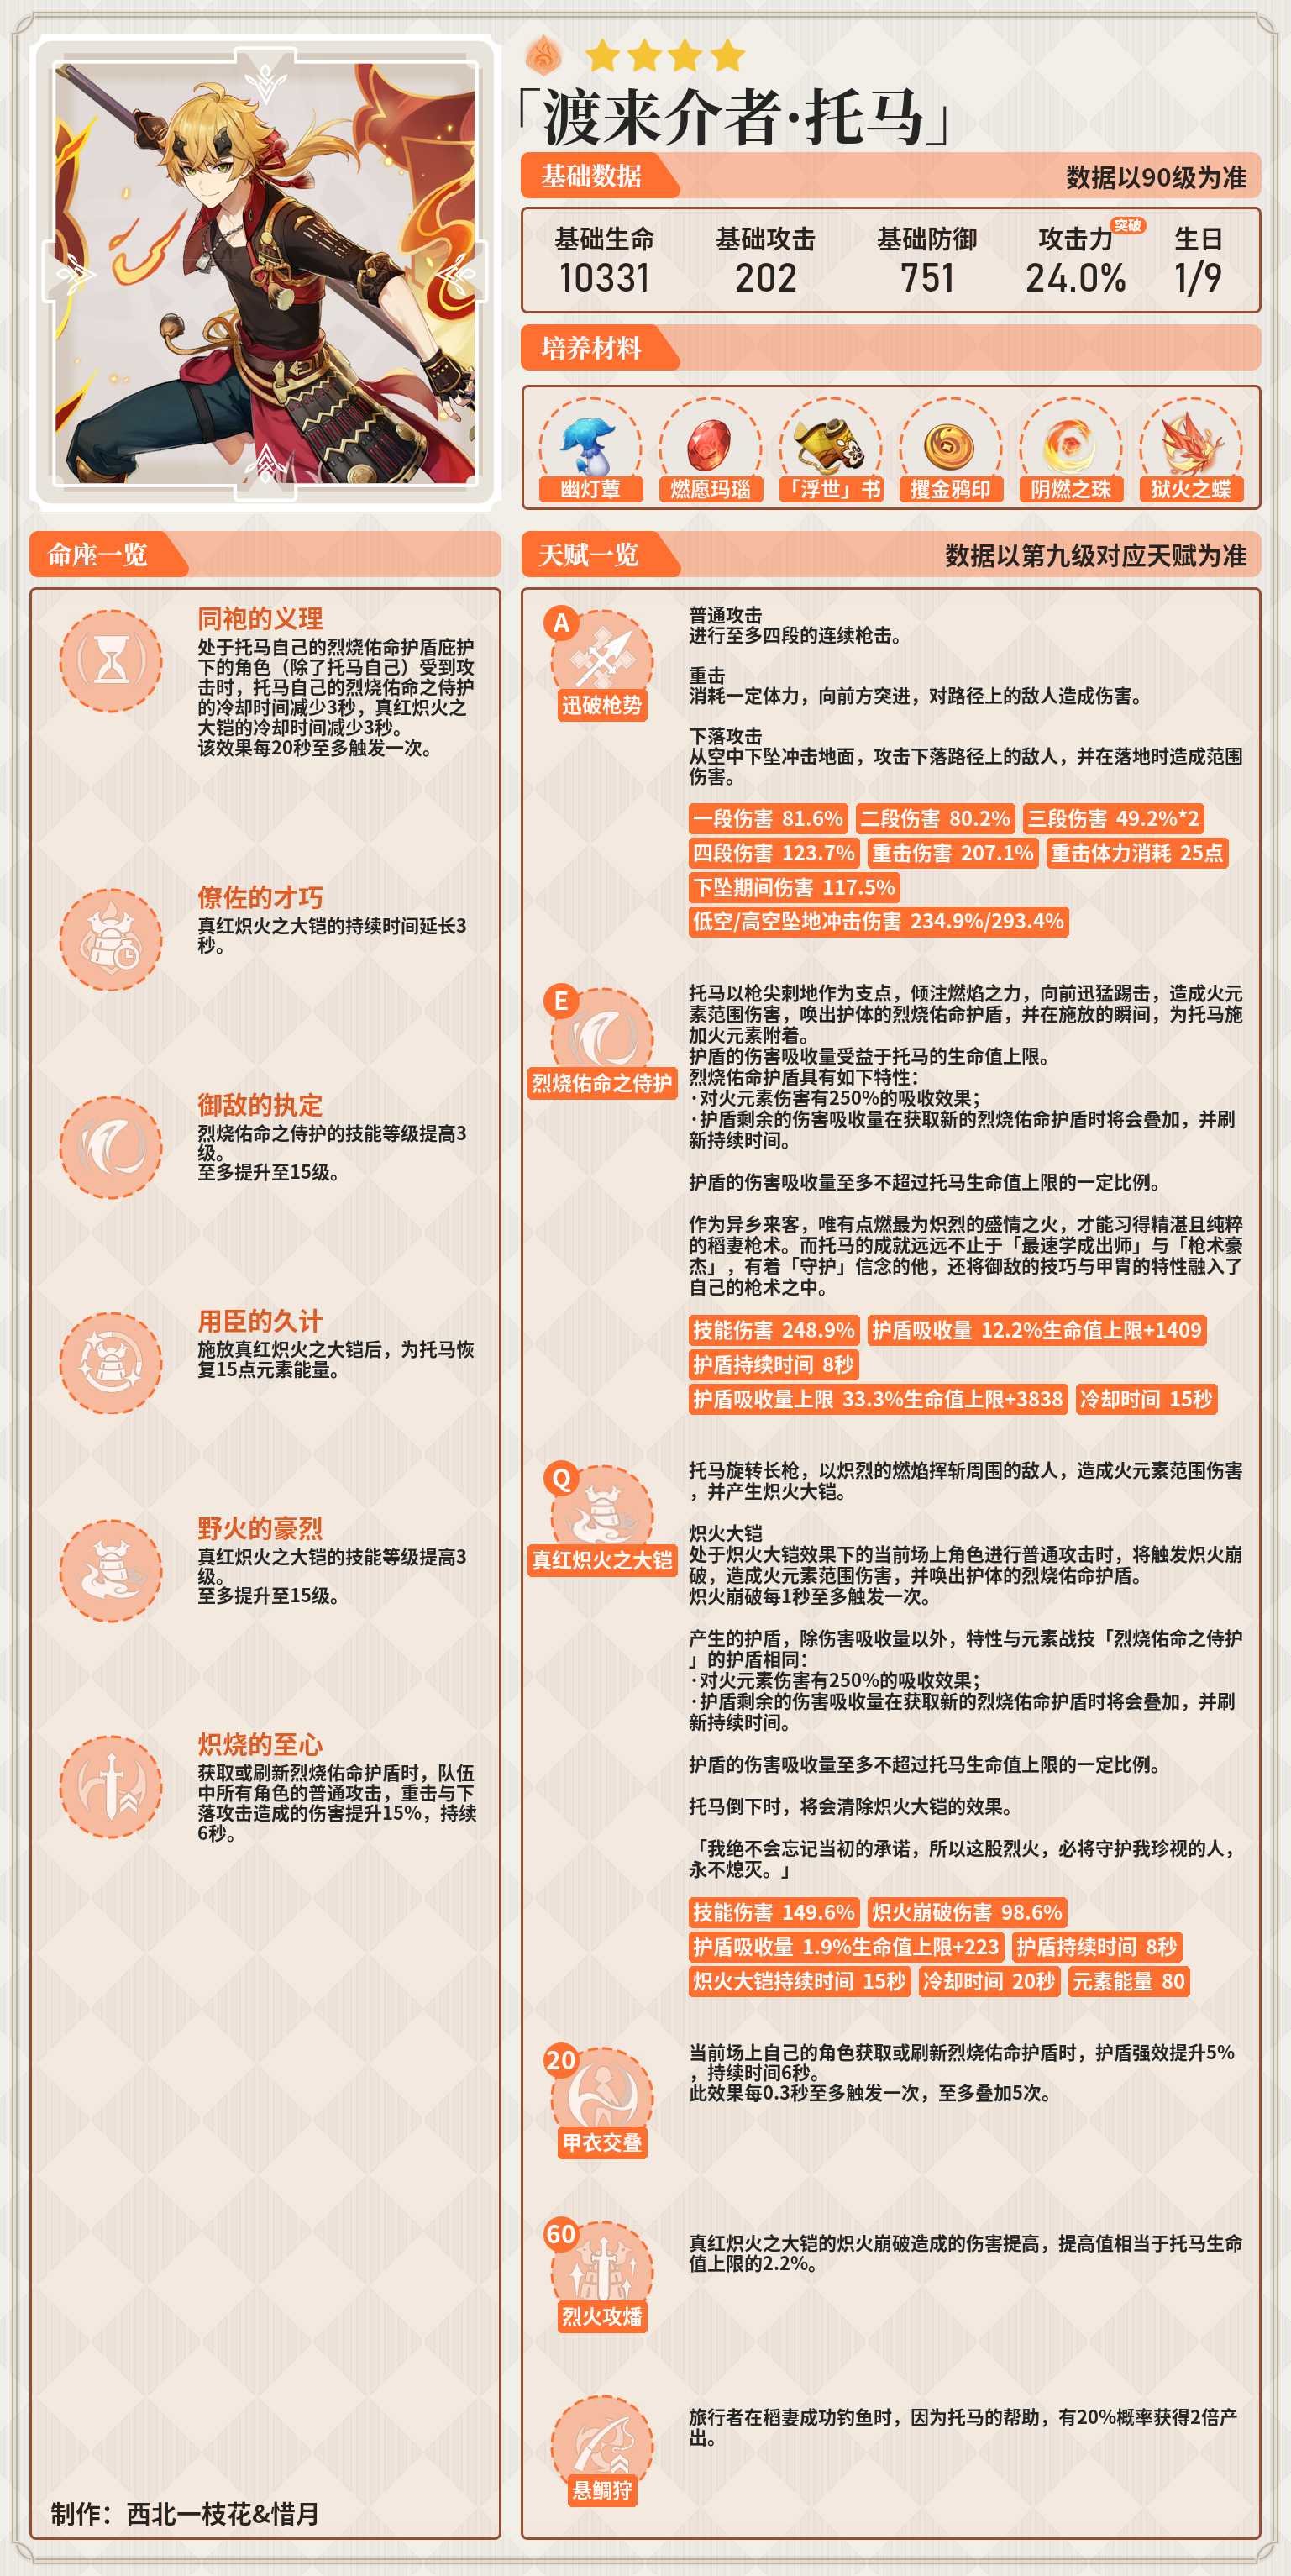 「渡来介者·托马」
基础数据
数据以90级为准
基础生命
10331
基础攻击
202
基础防御
751
攻击力
突破
24.0%
生日
1/9
培养材料
幽灯蕈
燃愿玛瑙
「浮世」书
攫金鸦印
阴燃之珠
狱火之蝶
命座一览
同袍的义理
处于托马自己的烈烧佑命护盾庇护
下的角色（除了托马自己）受到攻
击时，托马自己的烈烧佑命之侍护
的冷却时间减少3秒，真红炽火之
大铠的冷却时间减少3秒。
该效果每20秒至多触发一次。
僚佐的才巧
真红炽火之大铠的持续时间延长3
秒。
御敌的执定
烈烧佑命之侍护的技能等级提高3
级。
至多提升至15级。
用臣的久计
施放真红炽火之大铠后，为托马恢
复15点元素能量。
野火的豪烈
真红炽火之大铠的技能等级提高3
级。
至多提升至15级。
炽烧的至心
获取或刷新烈烧佑命护盾时，队伍
中所有角色的普通攻击，重击与下
落攻击造成的伤害提升15%，持续
6秒。
制作：西北一枝花&惜月
天赋一览
数据以第九级对应天赋为准
A
迅破枪势
普通攻击
进行至多四段的连续枪击。
重击
消耗一定体力，向前方突进，对路径上的敌人造成伤害。
下落攻击
从空中下坠冲击地面，攻击下落路径上的敌人，并在落地时造成范围
伤害。
一段伤害 81.6% 二段伤害 80.2% 三段伤害 49.2%*2
四段伤害 123.7% 重击伤害 207.1% 重击体力消耗 25点
下坠期间伤害 117.5%
低空/高空坠地冲击伤害 234.9%/293.4%
E
烈烧佑命之侍护
托马以枪尖刺地作为支点，倾注燃焰之力，向前迅猛踢击，造成火元
素范围伤害，唤出护体的烈烧佑命护盾，并在施放的瞬间，为托马施
加火元素附着。
护盾的伤害吸收量受益于托马的生命值上限。
烈烧佑命护盾具有如下特性：
·对火元素伤害有250%的吸收效果；
·护盾剩余的伤害吸收量在获取新的烈烧佑命护盾时将会叠加，并刷
新持续时间。
护盾的伤害吸收量至多不超过托马生命值上限的一定比例。
作为异乡来客，唯有点燃最为炽烈的盛情之火，才能习得精湛且纯粹
的稻妻枪术。而托马的成就远远不止于「最速学成出师」与「枪术豪
杰」，有着「守护」信念的他，还将御敌的技巧与甲胄的特性融入了
自己的枪术之中。
技能伤害 248.9% 护盾吸收量 12.2%生命值上限+1409
护盾持续时间 8秒
护盾吸收量上限 33.3%生命值上限+3838 冷却时间 15秒
Q
真红炽火之大铠
托马旋转长枪，以炽烈的燃焰挥斩周围的敌人，造成火元素范围伤害
，并产生炽火大铠。
炽火大铠
处于炽火大铠效果下的当前场上角色进行普通攻击时，将触发炽火崩
破，造成火元素范围伤害，并唤出护体的烈烧佑命护盾。
炽火崩破每1秒至多触发一次。
产生的护盾，除伤害吸收量以外，特性与元素战技「烈烧佑命之侍护
」的护盾相同：
·对火元素伤害有250%的吸收效果；
·护盾剩余的伤害吸收量在获取新的烈烧佑命护盾时将会叠加，并刷
新持续时间。
护盾的伤害吸收量至多不超过托马生命值上限的一定比例。
托马倒下时，将会清除炽火大铠的效果。
「我绝不会忘记当初的承诺，所以这股烈火，必将守护我珍视的人，
永不熄灭。」
技能伤害 149.6% 炽火崩破伤害 98.6%
护盾吸收量 1.9%生命值上限+223 护盾持续时间 8秒
炽火大铠持续时间 15秒 冷却时间 20秒 元素能量 80
20
甲衣交叠
当前场上自己的角色获取或刷新烈烧佑命护盾时，护盾强效提升5%
，持续时间6秒。
此效果每0.3秒至多触发一次，至多叠加5次。
60
烈火攻燔
真红炽火之大铠的炽火崩破造成的伤害提高，提高值相当于托马生命
值上限的2.2%。
悬鲷狩
旅行者在稻妻成功钓鱼时，因为托马的帮助，有20%概率获得2倍产
出。